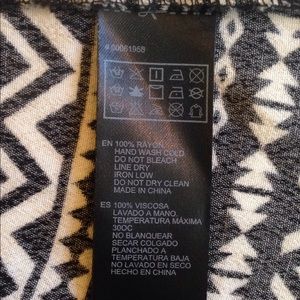 # 00061958
EN 100% RAYON
HAND WASH COLD
DO NOT BLEACH
LINE DRY
IRON LOW
DO NOT DRY CLEAN
MADE IN CHINA
ES 100% VISCOSA
LAVADO A MANO.
TEMPERATURA MÁXIMA
30OC
NO BLANQUEAR
SECAR COLGADO
PLANCHADO A
TEMPERATURA BAJA
NO LAVADO EN SECO
HECHO EN CHINA